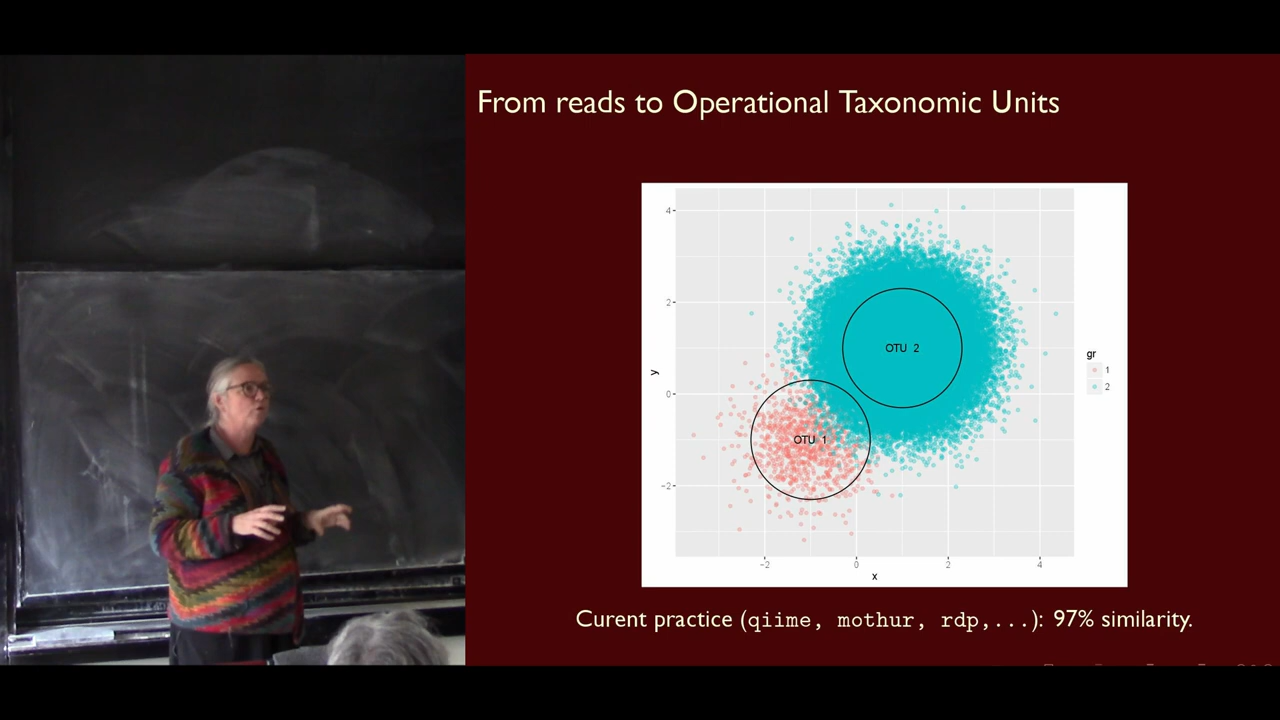 From reads to Operational Taxonomic Units
4
2
0
−2
y
OTU 2
OTU 1
gr
1
2
−2
0
2
4
x
Curent practice (qiime, mothur, rdp,...): 97% similarity.